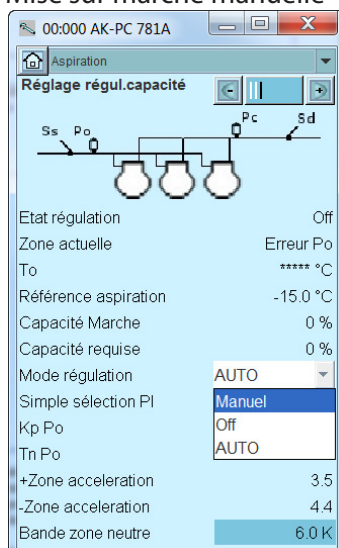 Mise sur marche manuelle
00:000 AK-PC 781A
Aspiration
Réglage régul.capacité
Ss Po Pc Sd
Etat régulation Off
Zone actuelle Erreur Po
To ***** °C
Référence aspiration -15.0 °C
Capacité Marche 0 %
Capacité requise 0 %
Mode régulation AUTO
Simple sélection PI Manuel
Kp Po Off
Tn Po AUTO
+Zone acceleration 3.5
-Zone acceleration 4.4
Bande zone neutre 6.0 K